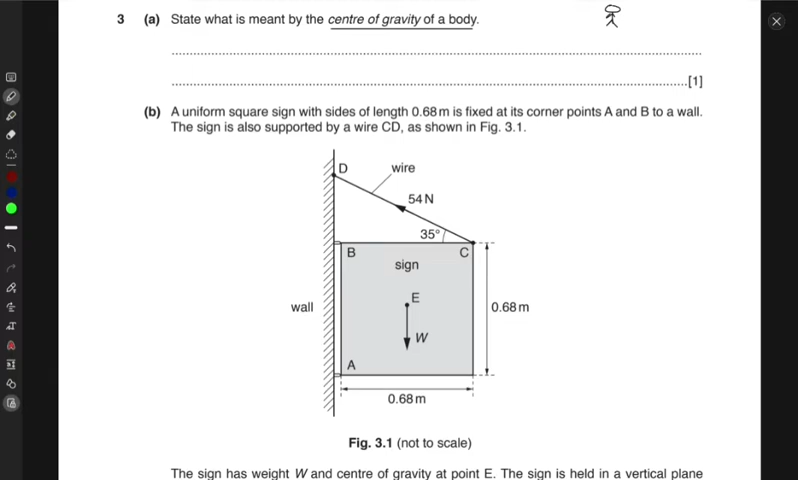 3 (a) State what is meant by the centre of gravity of a body.
[1]
(b) A uniform square sign with sides of length 0.68 m is fixed at its corner points A and B to a wall.
The sign is also supported by a wire CD, as shown in Fig. 3.1.
D
wire
54 N
35°
B
C
sign
E
wall
0.68 m
W
A
0.68 m
Fig. 3.1 (not to scale)
The sign has weight W and centre of gravity at point E. The sign is held in a vertical plane